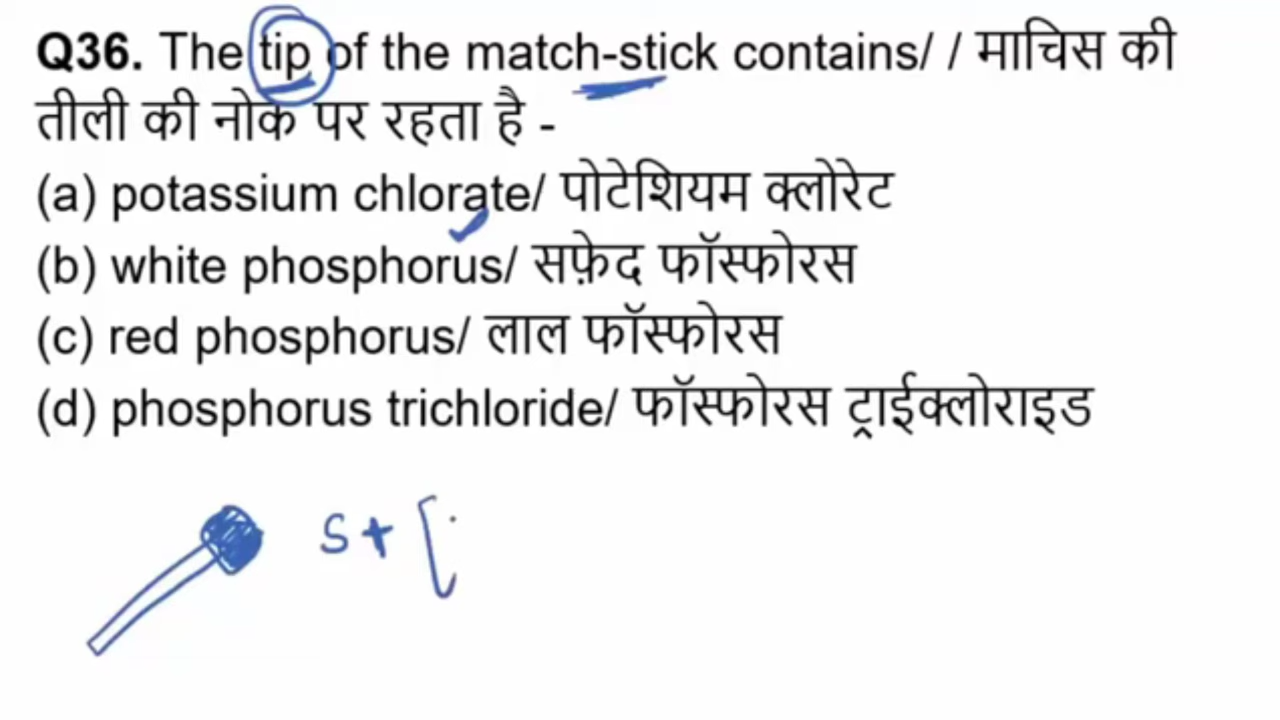 Q36. The tip of the match-stick contains/ / माचिस की
तीली की नोक पर रहता है -
(a) potassium chlorate/ पोटेशियम क्लोरेट
(b) white phosphorus/ सफ़ेद फॉस्फोरस
(c) red phosphorus/ लाल फॉस्फोरस
(d) phosphorus trichloride/ फॉस्फोरस ट्राईक्लोराइड
S + [